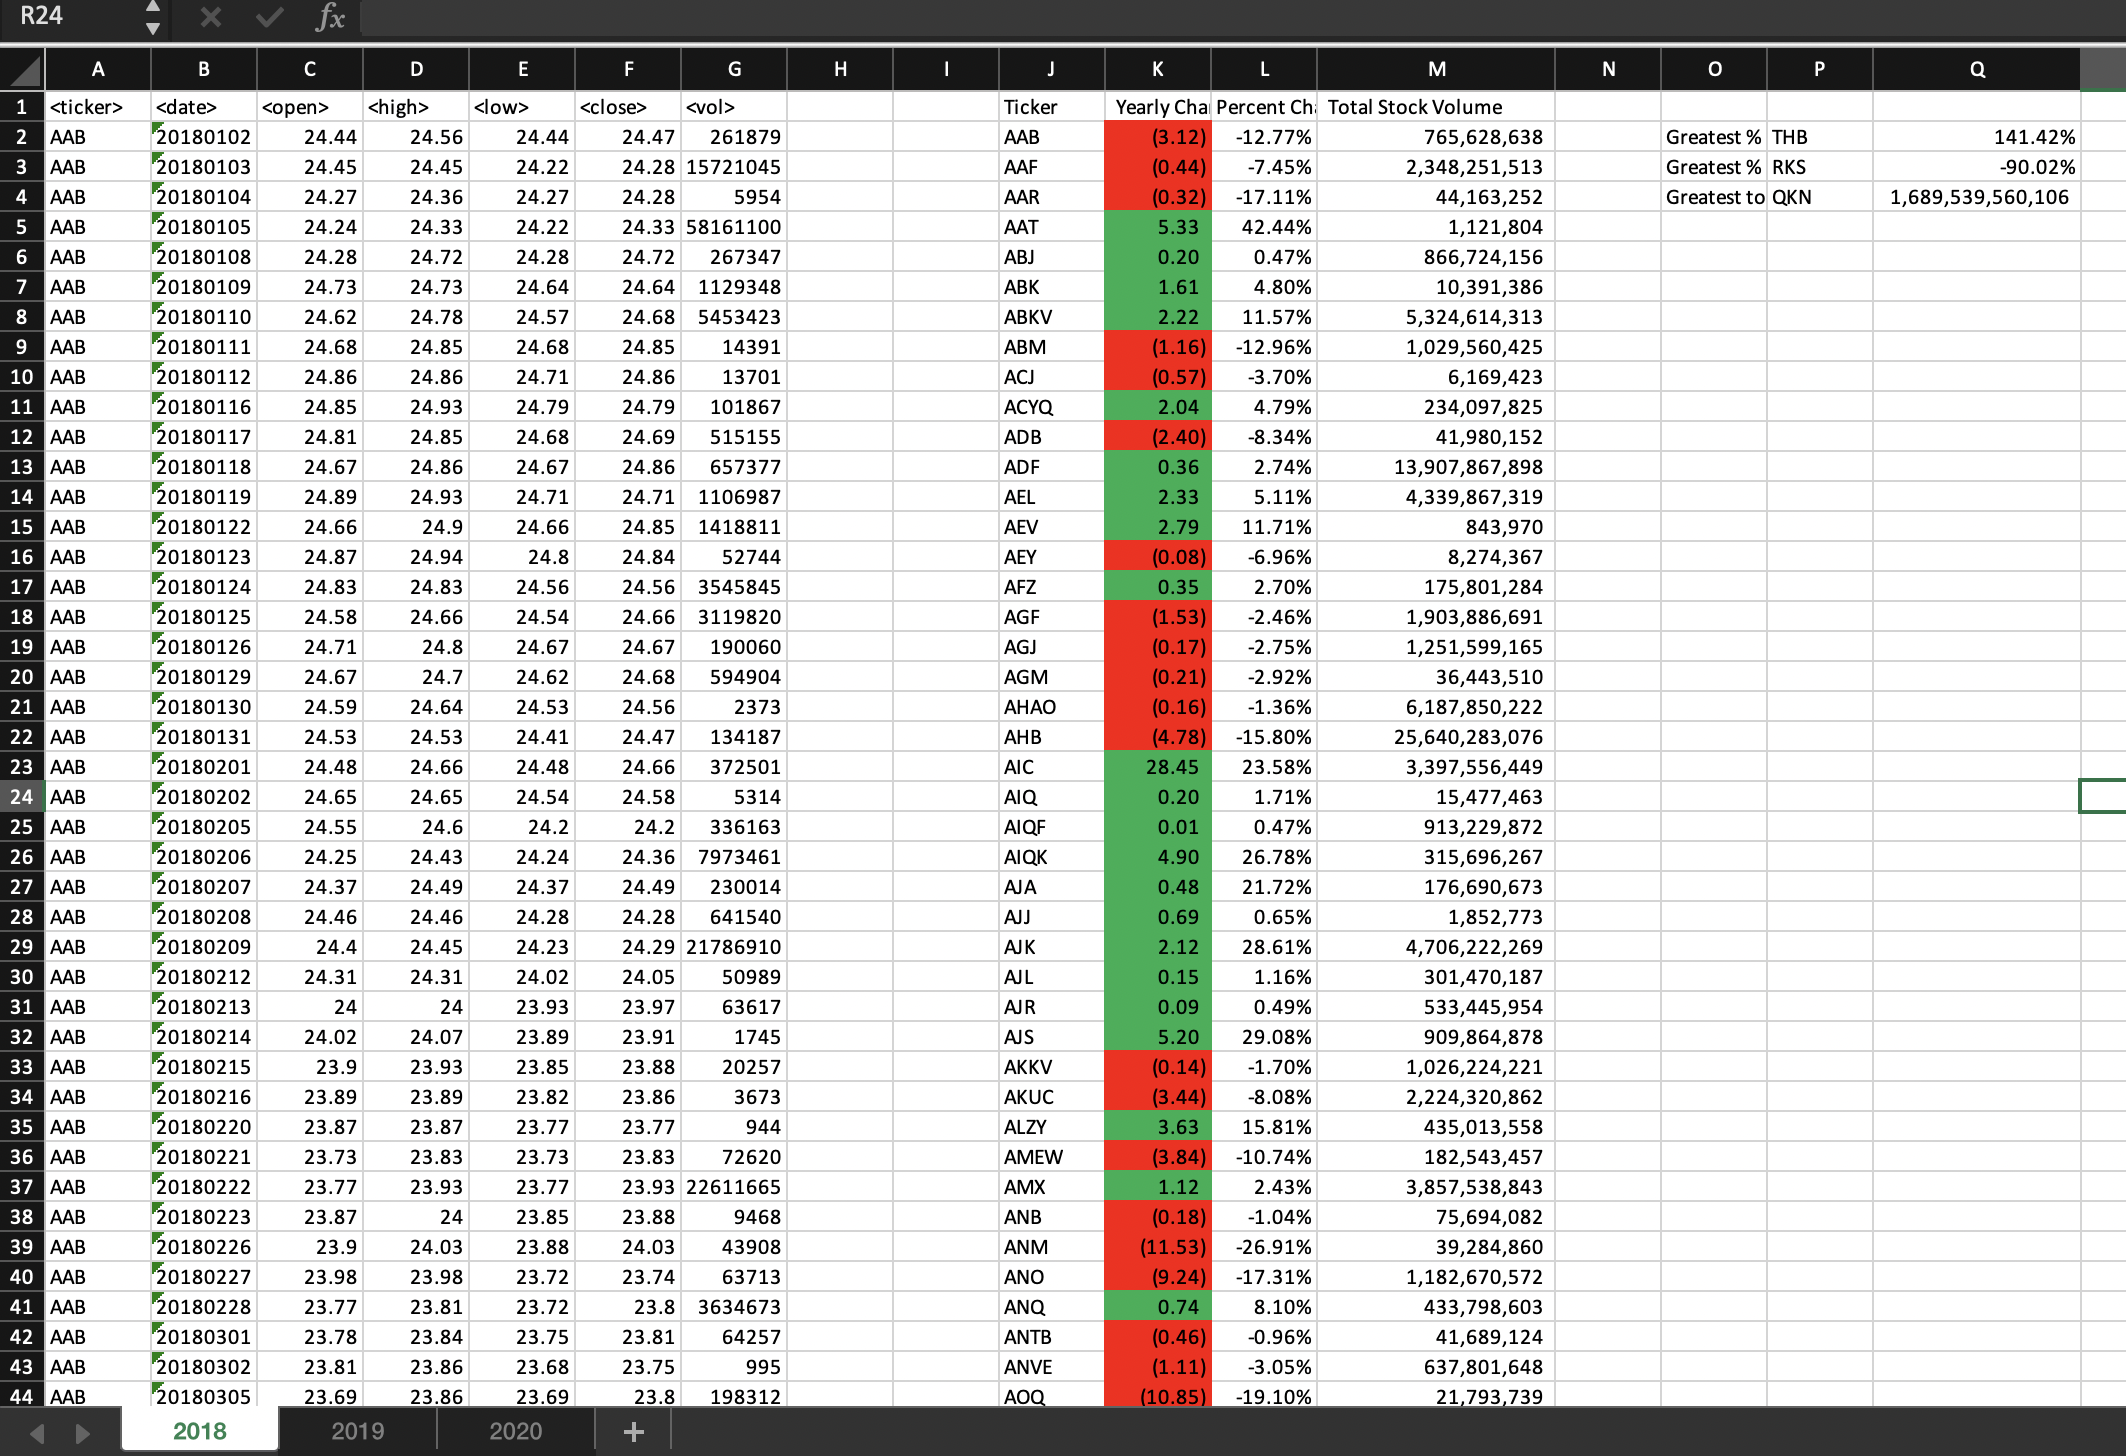 R24 fx
A B C D E F G H I J K L M N O P Q
1 <ticker> <date> <open> <high> <low> <close> <vol> Ticker Yearly Cha Percent Ch Total Stock Volume
2 AAB 20180102 24.44 24.56 24.44 24.47 261879 AAB (3.12) -12.77% 765,628,638 Greatest % THB 141.42%
3 AAB 20180103 24.45 24.45 24.22 24.28 15721045 AAF (0.44) -7.45% 2,348,251,513 Greatest % RKS -90.02%
4 AAB 20180104 24.27 24.36 24.27 24.28 5954 AAR (0.32) -17.11% 44,163,252 Greatest to QKN 1,689,539,560,106
5 AAB 20180105 24.24 24.33 24.22 24.33 58161100 AAT 5.33 42.44% 1,121,804
6 AAB 20180108 24.28 24.72 24.28 24.72 267347 ABJ 0.20 0.47% 866,724,156
7 AAB 20180109 24.73 24.73 24.64 24.64 1129348 ABK 1.61 4.80% 10,391,386
8 AAB 20180110 24.62 24.78 24.57 24.68 5453423 ABKV 2.22 11.57% 5,324,614,313
9 AAB 20180111 24.68 24.85 24.68 24.85 14391 ABM (1.16) -12.96% 1,029,560,425
10 AAB 20180112 24.86 24.86 24.71 24.86 13701 ACJ (0.57) -3.70% 6,169,423
11 AAB 20180116 24.85 24.93 24.79 24.79 101867 ACYQ 2.04 4.79% 234,097,825
12 AAB 20180117 24.81 24.85 24.68 24.69 515155 ADB (2.40) -8.34% 41,980,152
13 AAB 20180118 24.67 24.86 24.67 24.86 657377 ADF 0.36 2.74% 13,907,867,898
14 AAB 20180119 24.89 24.93 24.71 24.71 1106987 AEL 2.33 5.11% 4,339,867,319
15 AAB 20180122 24.66 24.9 24.66 24.85 1418811 AEV 2.79 11.71% 843,970
16 AAB 20180123 24.87 24.94 24.8 24.84 52744 AEY (0.08) -6.96% 8,274,367
17 AAB 20180124 24.83 24.83 24.56 24.56 3545845 AFZ 0.35 2.70% 175,801,284
18 AAB 20180125 24.58 24.66 24.54 24.66 3119820 AGF (1.53) -2.46% 1,903,886,691
19 AAB 20180126 24.71 24.8 24.67 24.67 190060 AGJ (0.17) -2.75% 1,251,599,165
20 AAB 20180129 24.67 24.7 24.62 24.68 594904 AGM (0.21) -2.92% 36,443,510
21 AAB 20180130 24.59 24.64 24.53 24.56 2373 AHAO (0.16) -1.36% 6,187,850,222
22 AAB 20180131 24.53 24.53 24.41 24.47 134187 AHB (4.78) -15.80% 25,640,283,076
23 AAB 20180201 24.48 24.66 24.48 24.66 372501 AIC 28.45 23.58% 3,397,556,449
24 AAB 20180202 24.65 24.65 24.54 24.58 5314 AIQ 0.20 1.71% 15,477,463
25 AAB 20180205 24.55 24.6 24.2 24.2 336163 AIQF 0.01 0.47% 913,229,872
26 AAB 20180206 24.25 24.43 24.24 24.36 7973461 AIQK 4.90 26.78% 315,696,267
27 AAB 20180207 24.37 24.49 24.37 24.49 230014 AJA 0.48 21.72% 176,690,673
28 AAB 20180208 24.46 24.46 24.28 24.28 641540 AJJ 0.69 0.65% 1,852,773
29 AAB 20180209 24.4 24.45 24.23 24.29 21786910 AJK 2.12 28.61% 4,706,222,269
30 AAB 20180212 24.31 24.31 24.02 24.05 50989 AJL 0.15 1.16% 301,470,187
31 AAB 20180213 24 24 23.93 23.97 63617 AJR 0.09 0.49% 533,445,954
32 AAB 20180214 24.02 24.07 23.89 23.91 1745 AJS 5.20 29.08% 909,864,878
33 AAB 20180215 23.9 23.93 23.85 23.88 20257 AKKV (0.14) -1.70% 1,026,224,221
34 AAB 20180216 23.89 23.89 23.82 23.86 3673 AKUC (3.44) -8.08% 2,224,320,862
35 AAB 20180220 23.87 23.87 23.77 23.77 944 ALZY 3.63 15.81% 435,013,558
36 AAB 20180221 23.73 23.83 23.73 23.83 72620 AMEW (3.84) -10.74% 182,543,457
37 AAB 20180222 23.77 23.93 23.77 23.93 22611665 AMX 1.12 2.43% 3,857,538,843
38 AAB 20180223 23.87 24 23.85 23.88 9468 ANB (0.18) -1.04% 75,694,082
39 AAB 20180226 23.9 24.03 23.88 24.03 43908 ANM (11.53) -26.91% 39,284,860
40 AAB 20180227 23.98 23.98 23.72 23.74 63713 ANO (9.24) -17.31% 1,182,670,572
41 AAB 20180228 23.77 23.81 23.72 23.8 3634673 ANQ 0.74 8.10% 433,798,603
42 AAB 20180301 23.78 23.84 23.75 23.81 64257 ANTB (0.46) -0.96% 41,689,124
43 AAB 20180302 23.81 23.86 23.68 23.75 995 ANVE (1.11) -3.05% 637,801,648
44 AAB 20180305 23.69 23.86 23.69 23.8 198312 AOQ (10.85) -19.10% 21,793,739
2018 2019 2020 +